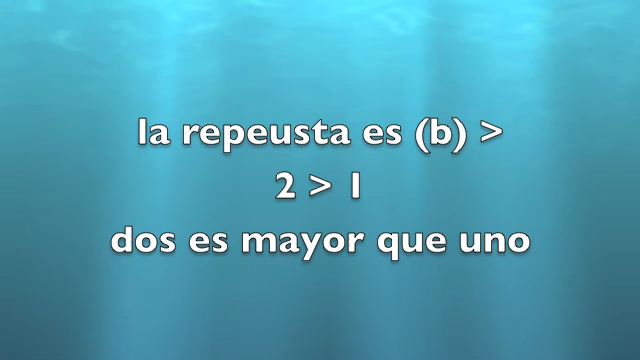 la repeusta es (b) >
2 > 1
dos es mayor que uno